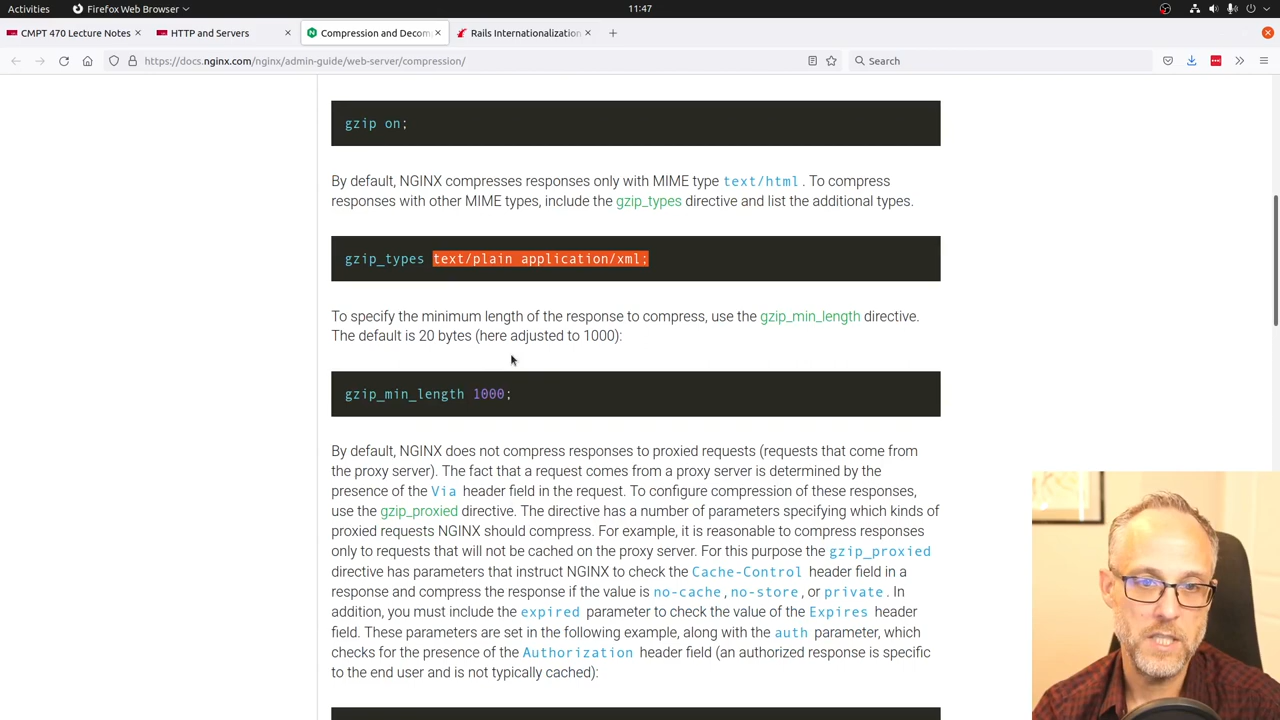 Activities
Firefox Web Browser
11:47
CMPT 470 Lecture Notes
HTTP and Servers
Compression and Decom
Rails Internationalization
https://docs.nginx.com/nginx/admin-guide/web-server/compression/
Search
gzip on;
By default, NGINX compresses responses only with MIME type text/html. To compress
responses with other MIME types, include the gzip_types directive and list the additional types.
gzip_types text/plain application/xml;
To specify the minimum length of the response to compress, use the gzip_min_length directive.
The default is 20 bytes (here adjusted to 1000):
gzip_min_length 1000;
By default, NGINX does not compress responses to proxied requests (requests that come from
the proxy server). The fact that a request comes from a proxy server is determined by the
presence of the Via header field in the request. To configure compression of these responses,
use the gzip_proxied directive. The directive has a number of parameters specifying which kinds of
proxied requests NGINX should compress. For example, it is reasonable to compress responses
only to requests that will not be cached on the proxy server. For this purpose the gzip_proxied
directive has parameters that instruct NGINX to check the Cache-Control header field in a
response and compress the response if the value is no-cache, no-store, or private. In
addition, you must include the expired parameter to check the value of the Expires header
field. These parameters are set in the following example, along with the auth parameter, which
checks for the presence of the Authorization header field (an authorized response is specific
to the end user and is not typically cached):